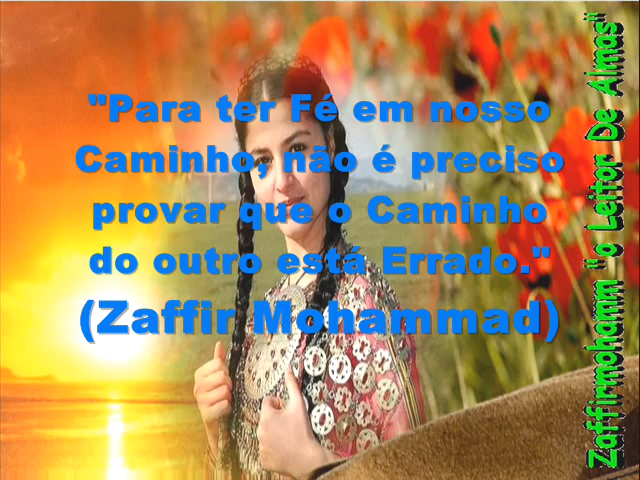 "Para ter Fé em nosso
Caminho, não é preciso
provar que o Caminho
do outro está Errado."
(Zaffir Mohammad)
Zaffirmohamm "o Leitor De Almas"